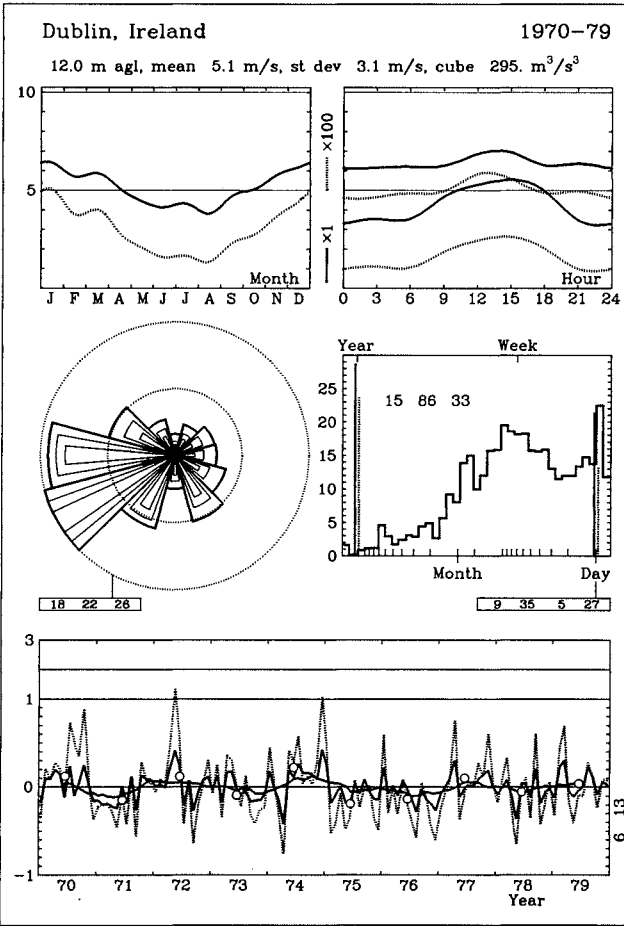 Dublin, Ireland 1970-79
12.0 m agl, mean 5.1 m/s, st dev 3.1 m/s, cube 295. m³/s³
10
5
J F M A M J J A S O N D
Month
×1 ×100
0 3 6 9 12 15 18 21 24
Hour
18 22 26
Year Week
30
25
20
15
10
5
0
15 86 33
Month Day
9 35 5 27
3
1
0
-1
70 71 72 73 74 75 76 77 78 79
Year
6 13